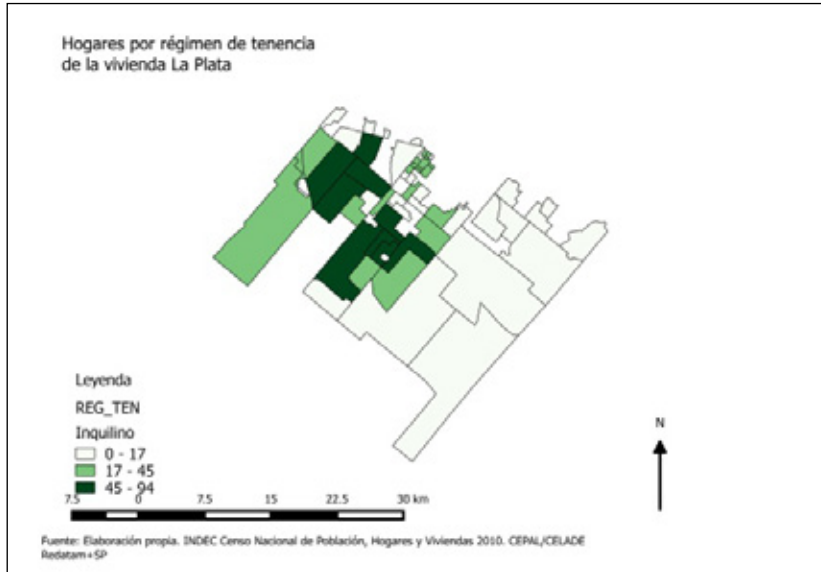 Hogares por régimen de tenencia
de la vivienda La Plata
Leyenda
REG_TEN
Inquilino
0 - 17
17 - 45
45 - 94
7.5 0 7.5 15 22.5 30 km
N
Fuente: Elaboración propia. INDEC Censo Nacional de Población, Hogares y Viviendas 2010. CEPAL/CELADE
Redatam+SP